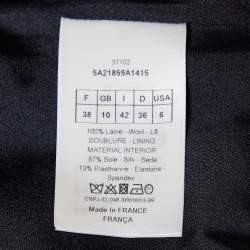 37102
5A21859A1415
F GB I D USA
38 10 42 36 6
100% Laine - Wool - Lã
DOUBLURE - LINING
MATERIAL INTERIOR
87% Soie - Silk - Seda
13% Elasthanne - Elastane
Spandex
Made In FRANCE
FRANÇA